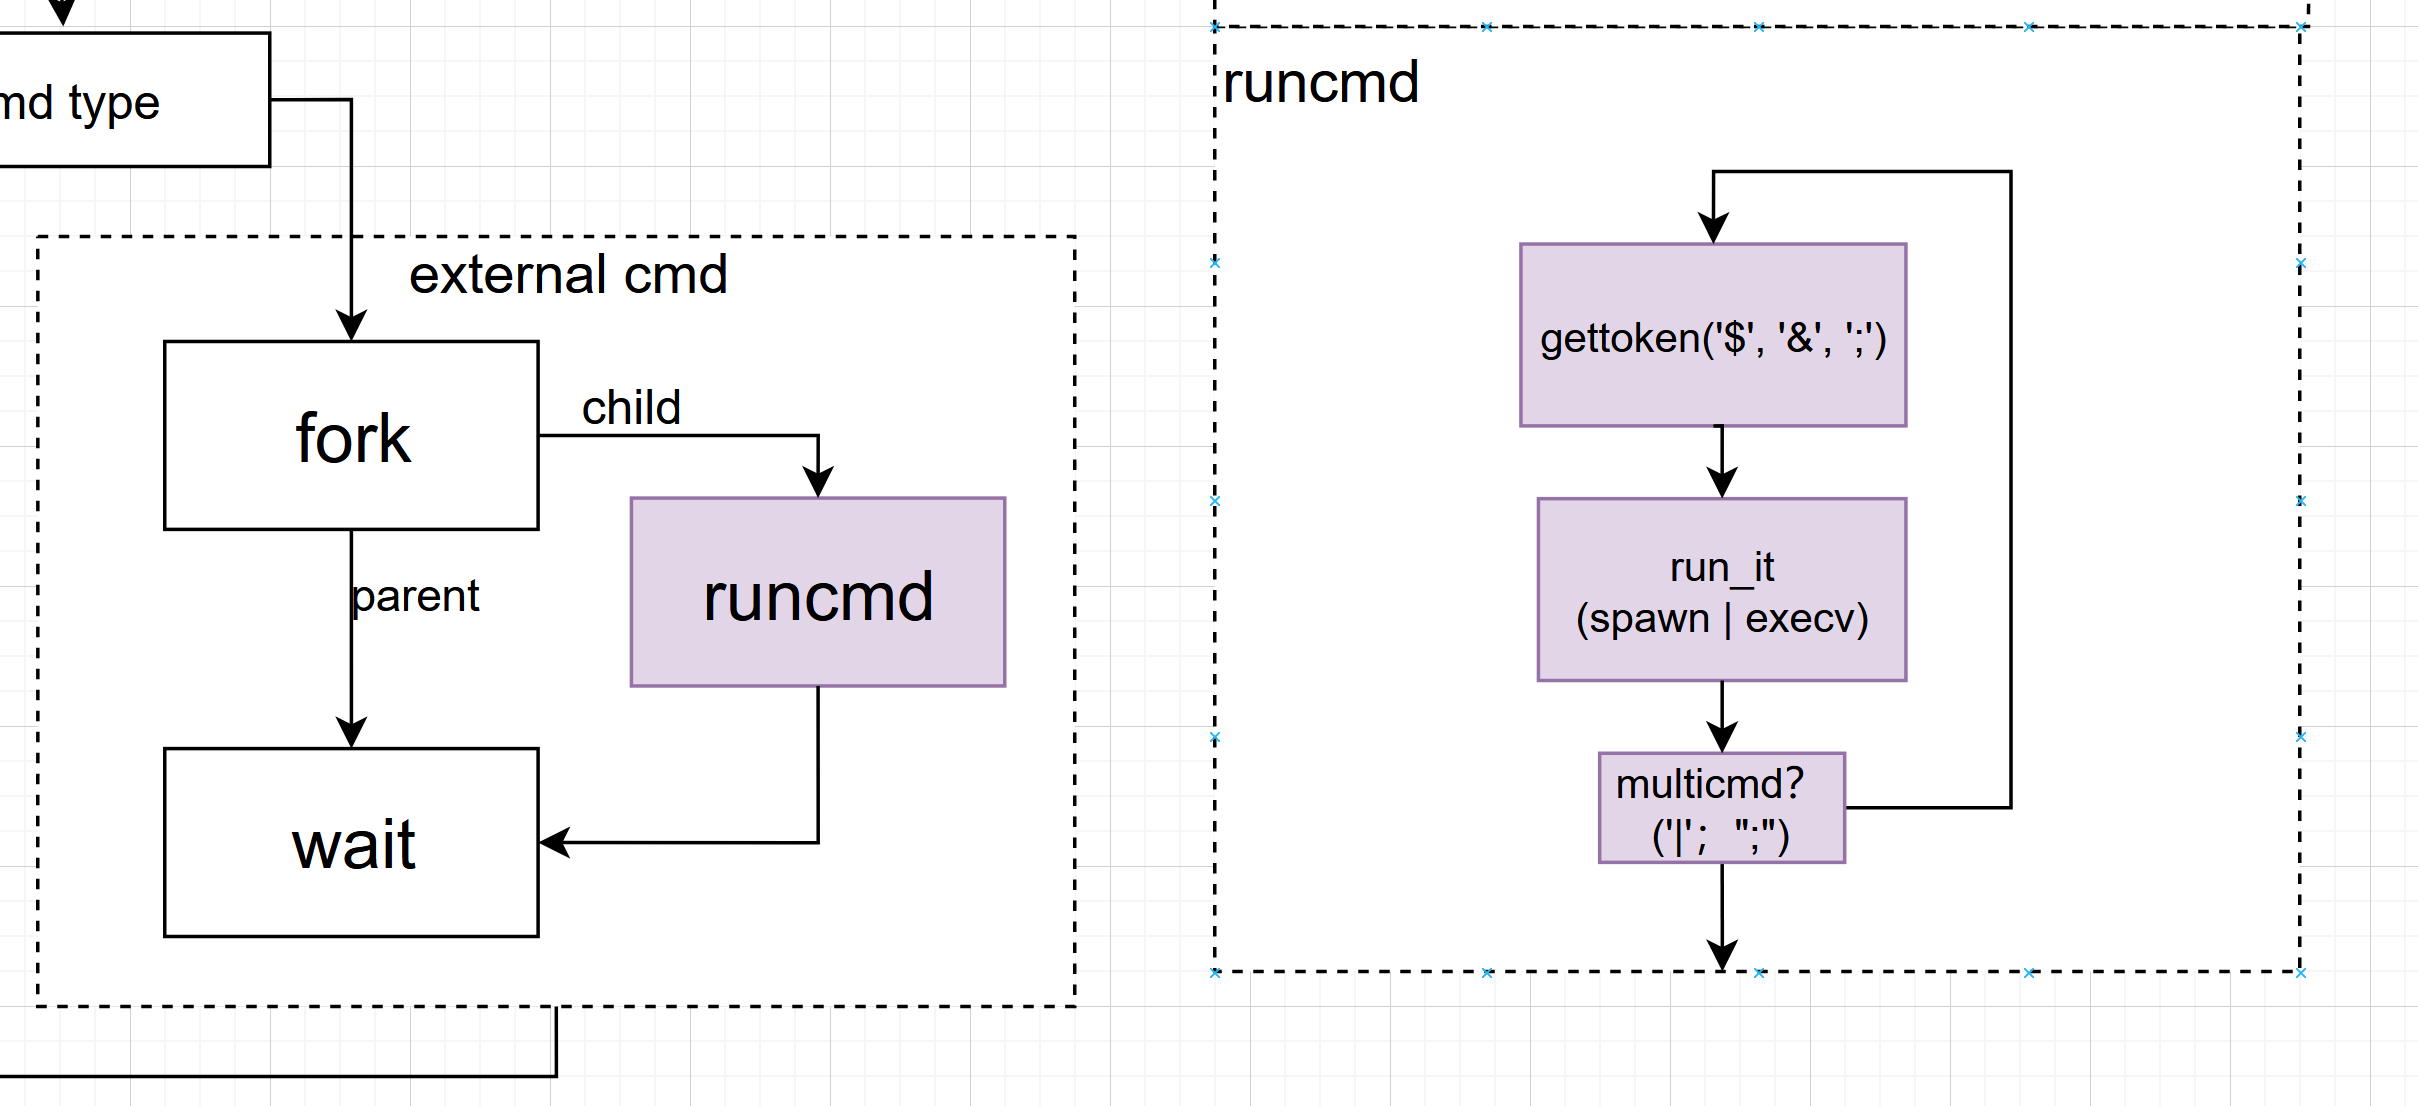 md type
external cmd
fork
child
parent
runcmd
wait
runcmd
gettoken('$', '&', ';')
run_it
(spawn | execv)
multicmd?
('|'; ";")